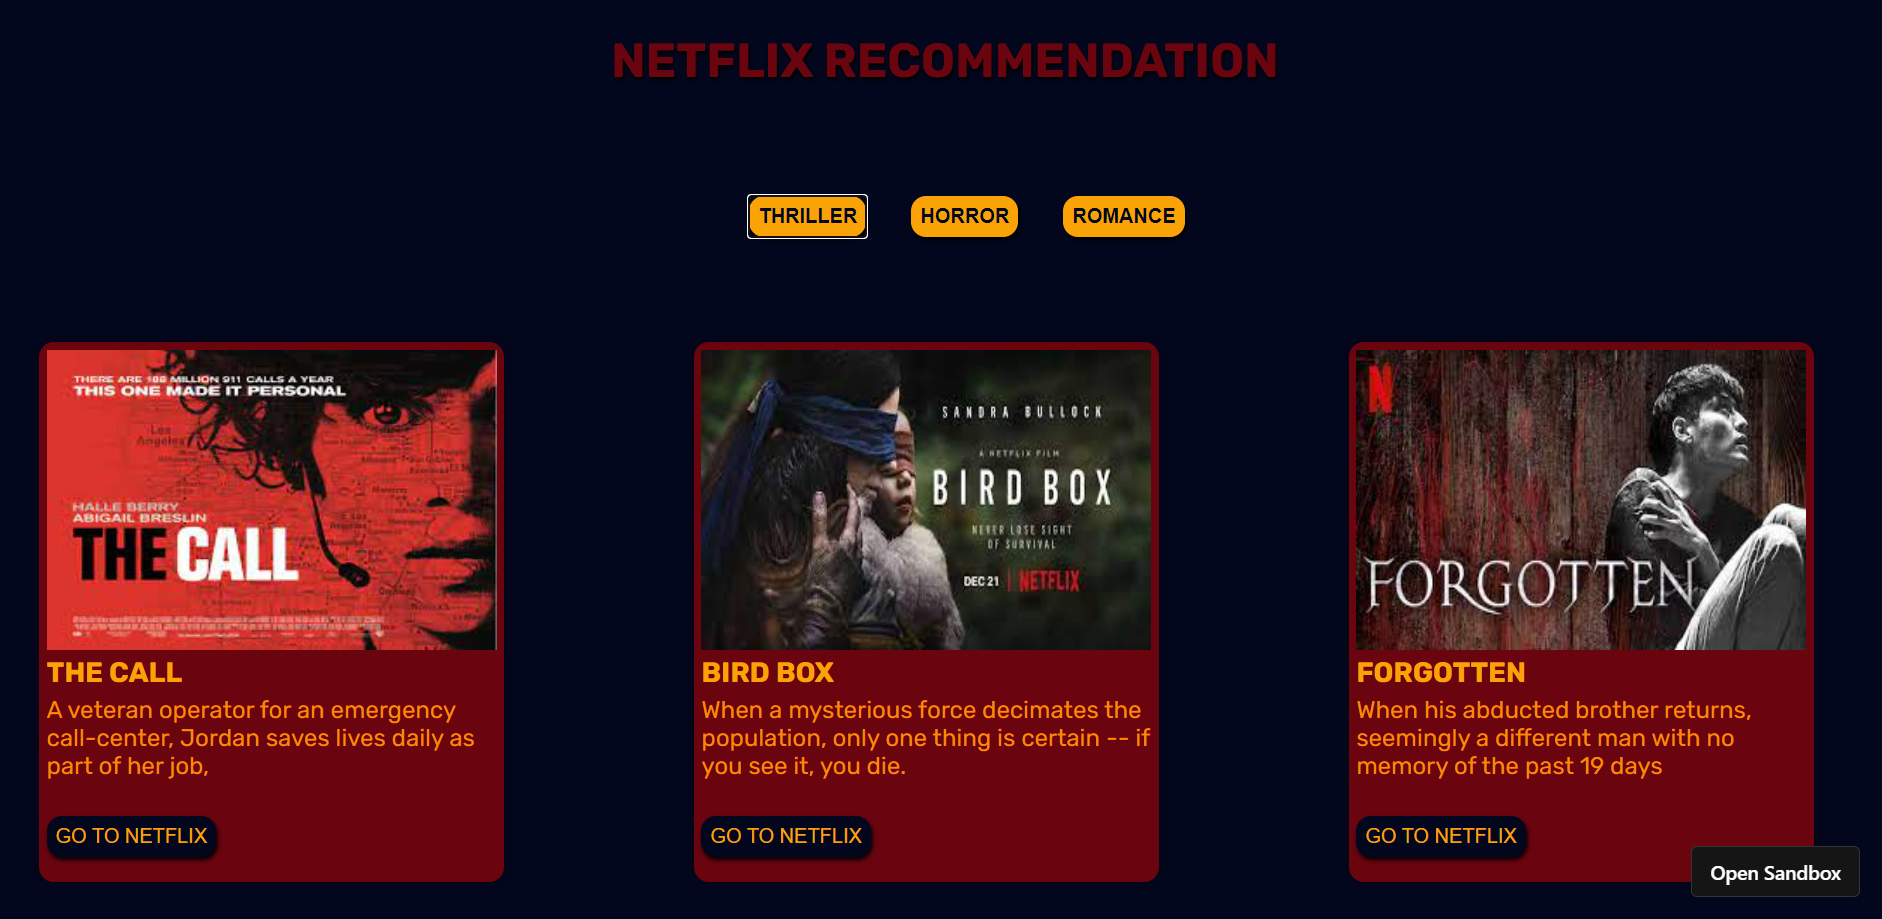 NETFLIX RECOMMENDATION
THRILLER
HORROR
ROMANCE
THERE ARE 188 MILLION 911 CALLS A YEAR
THIS ONE MADE IT PERSONAL
Los
Angeles
HALLE BERRY
ABIGAIL BRESLIN
THE CALL
THE CALL
A veteran operator for an emergency
call-center, Jordan saves lives daily as
part of her job,
GO TO NETFLIX
SANDRA BULLOCK
A NETFLIX FILM
BIRD BOX
NEVER LOSE SIGHT
OF SURVIVAL
DEC 21 | NETFLIX
BIRD BOX
When a mysterious force decimates the
population, only one thing is certain -- if
you see it, you die.
GO TO NETFLIX
N
FORGOTTEN
FORGOTTEN
When his abducted brother returns,
seemingly a different man with no
memory of the past 19 days
GO TO NETFLIX
Open Sandbox